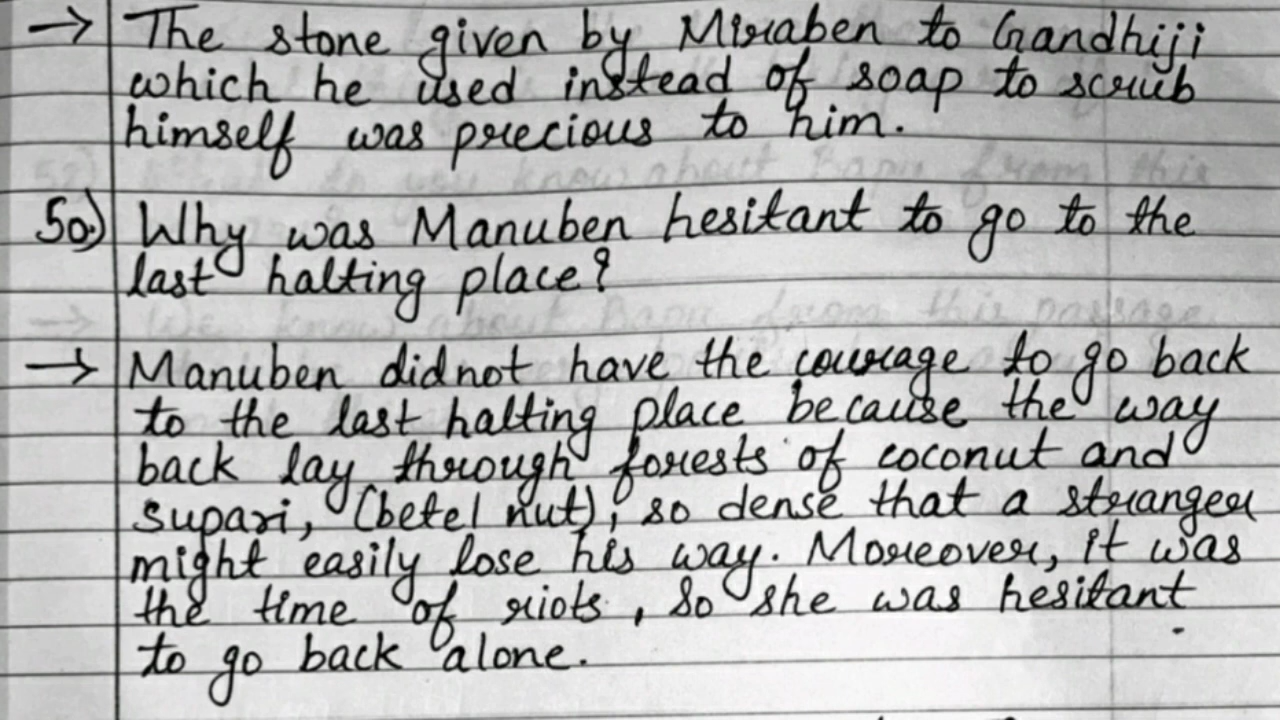 → The stone given by Miraben to Gandhiji
which he used instead of soap to scrub
himself was precious to him.
50.) Why was Manuben hesitant to go to the
last halting place?
→ Manuben didnot have the courage to go back
to the last halting place because the way
back lay through forests of coconut and
supari, (betel nut), so dense that a stranger
might easily lose his way. Moreover, it was
the time of riots, so she was hesitant
to go back alone.